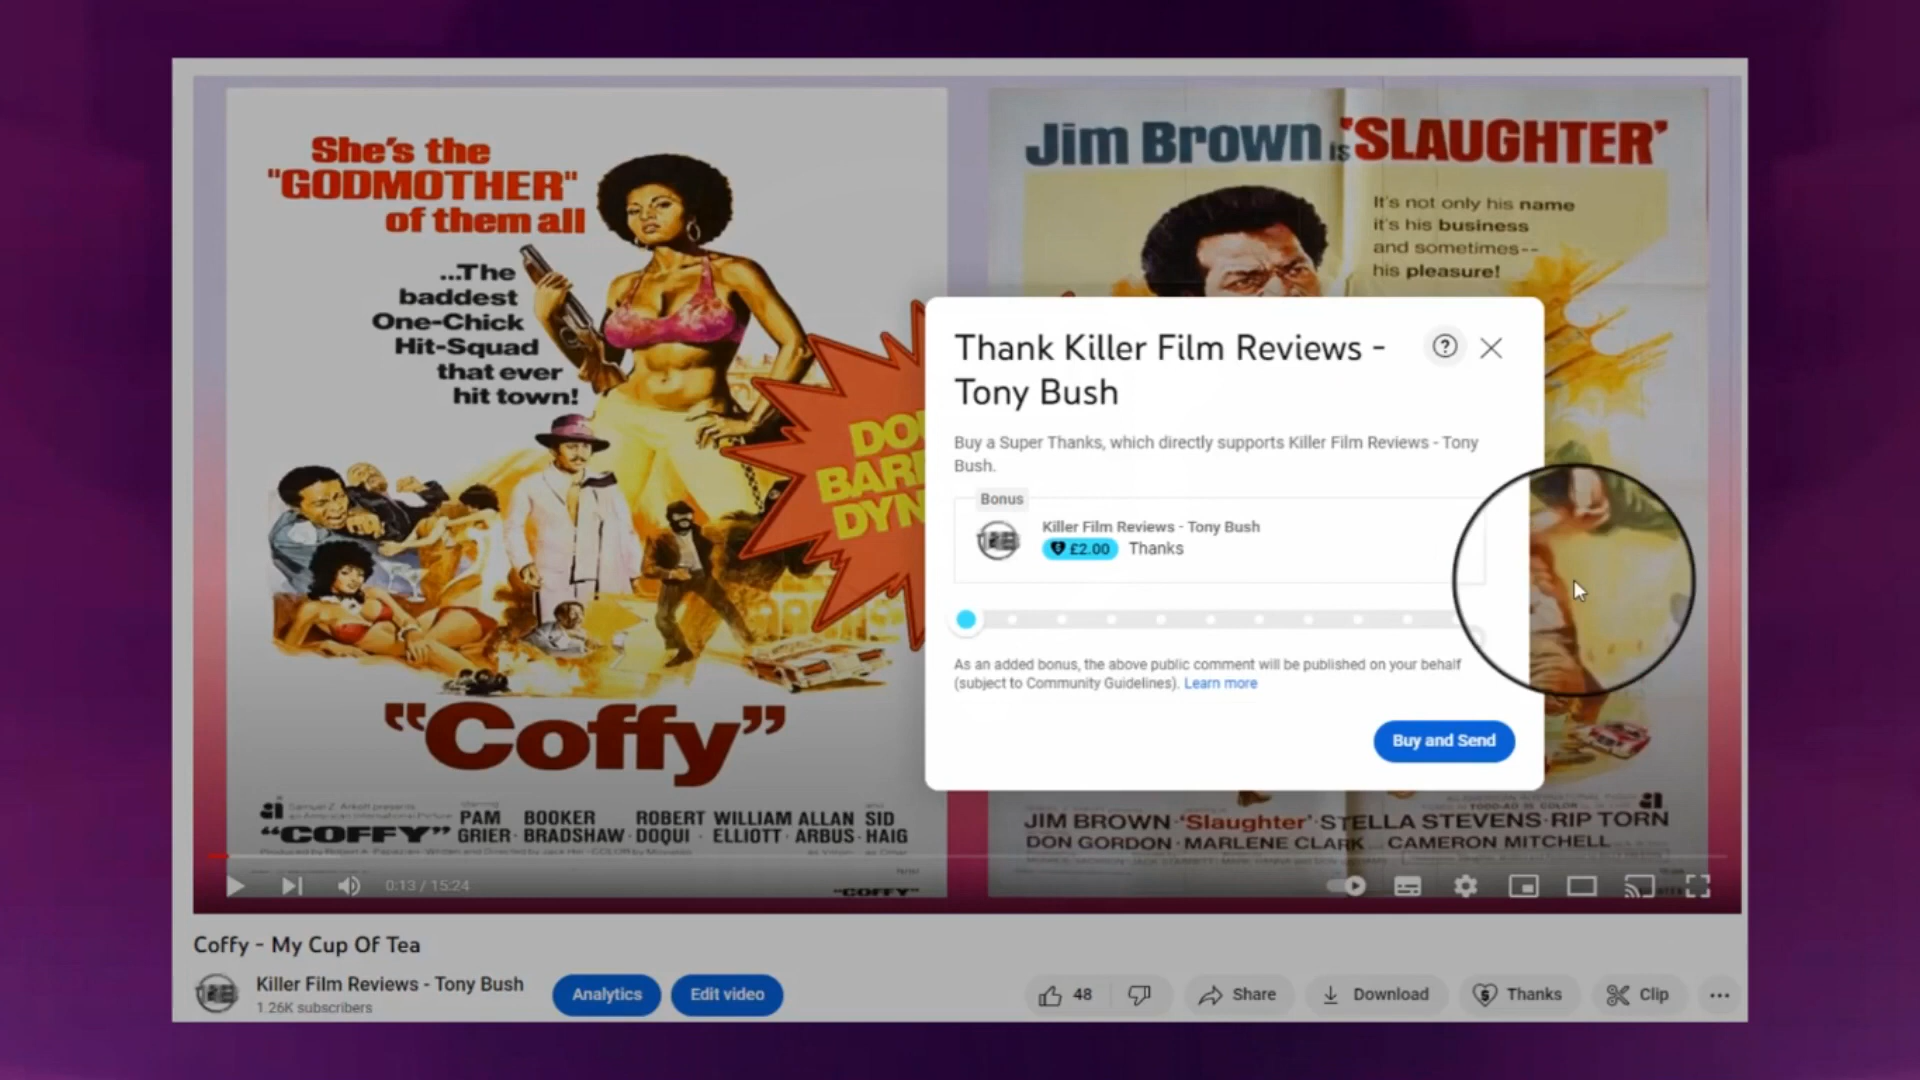 She's the
"GODMOTHER"
of them all
...The
baddest
One-Chick
Hit-Squad
that ever
hit town!
"Coffy"
PAM BOOKER ROBERT WILLIAM ALLAN SID
"COFFY" GRIER · BRADSHAW · DOQUI · ELLIOTT · ARBUS · HAIG
"COFFY"
Jim Brown is 'SLAUGHTER'
It's not only his name
it's his business
and sometimes--
his pleasure!
JIM BROWN · 'Slaughter' · STELLA STEVENS · RIP TORN
DON GORDON · MARLENE CLARK CAMERON MITCHELL
Thank Killer Film Reviews -
Tony Bush
Buy a Super Thanks, which directly supports Killer Film Reviews - Tony
Bush.
Bonus
Killer Film Reviews - Tony Bush
£2.00 Thanks
As an added bonus, the above public comment will be published on your behalf
(subject to Community Guidelines). Learn more
Buy and Send
0:13 / 15:24
Coffy - My Cup Of Tea
Killer Film Reviews - Tony Bush
1.26K subscribers
Analytics
Edit video
48
Share
Download
Thanks
Clip